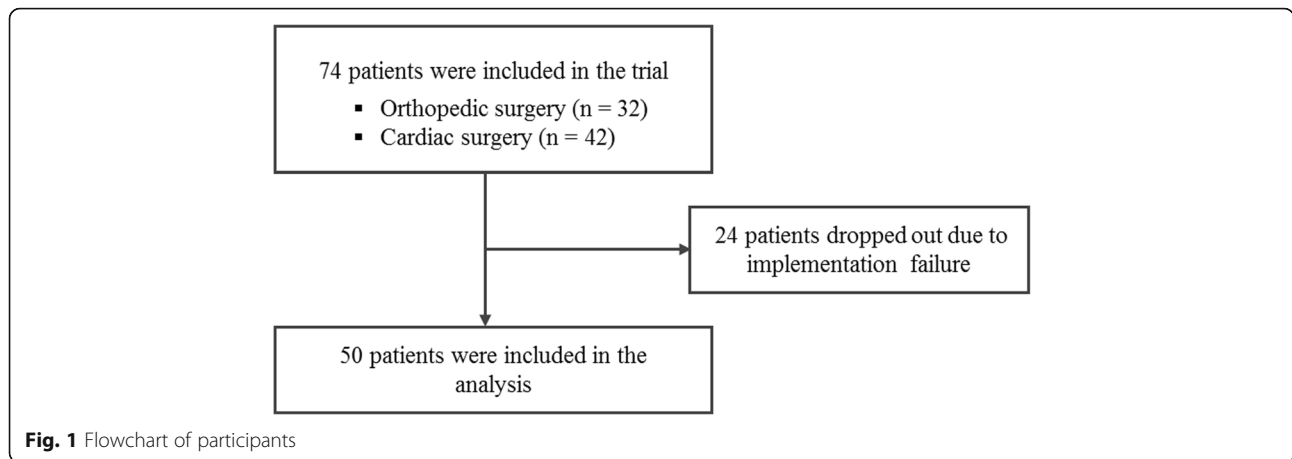 74 patients were included in the trial
▪ Orthopedic surgery (n = 32)
▪ Cardiac surgery (n = 42)
24 patients dropped out due to
implementation failure
50 patients were included in the
analysis
Fig. 1 Flowchart of participants